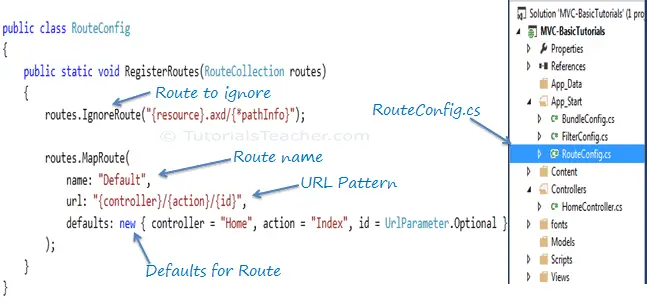 public class RouteConfig
{
public static void RegisterRoutes(RouteCollection routes)
{
Route to ignore
routes.IgnoreRoute("{resource}.axd/{*pathInfo}");
© TutorialsTeacher.com
routes.MapRoute(
Route name
name: "Default",
URL Pattern
url: "{controller}/{action}/{id}",
defaults: new { controller = "Home", action = "Index", id = UrlParameter.Optional }
);
Defaults for Route
}
}
RouteConfig.cs
Solution 'MVC-BasicTutorials' (1 pro
MVC-BasicTutorials
Properties
References
App_Data
App_Start
BundleConfig.cs
FilterConfig.cs
RouteConfig.cs
Content
Controllers
HomeController.cs
fonts
Models
Scripts
Views